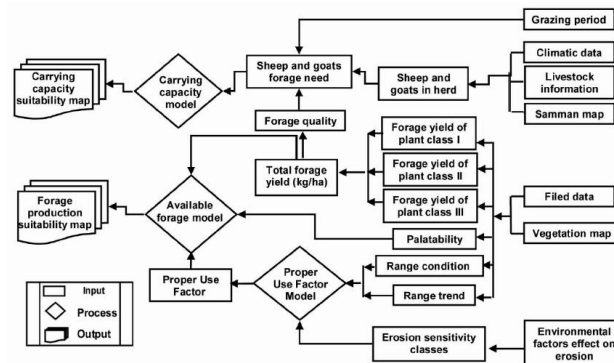 Grazing period
Climatic data
Livestock
information
Samman map
Sheep and goats
forage need
Sheep and
goats in herd
Carrying
capacity
model
Carrying
capacity
suitability map
Forage quality
Total forage
yield (kg/ha)
Forage yield of
plant class I
Forage yield of
plant class II
Forage yield of
plant class III
Filed data
Vegetation map
Available
forage model
Forage
production
suitability map
Palatability
Range condition
Range trend
Proper Use
Factor
Proper
Use Factor
Model
Input
Process
Output
Erosion sensitivity
classes
Environmental
factors effect on
erosion